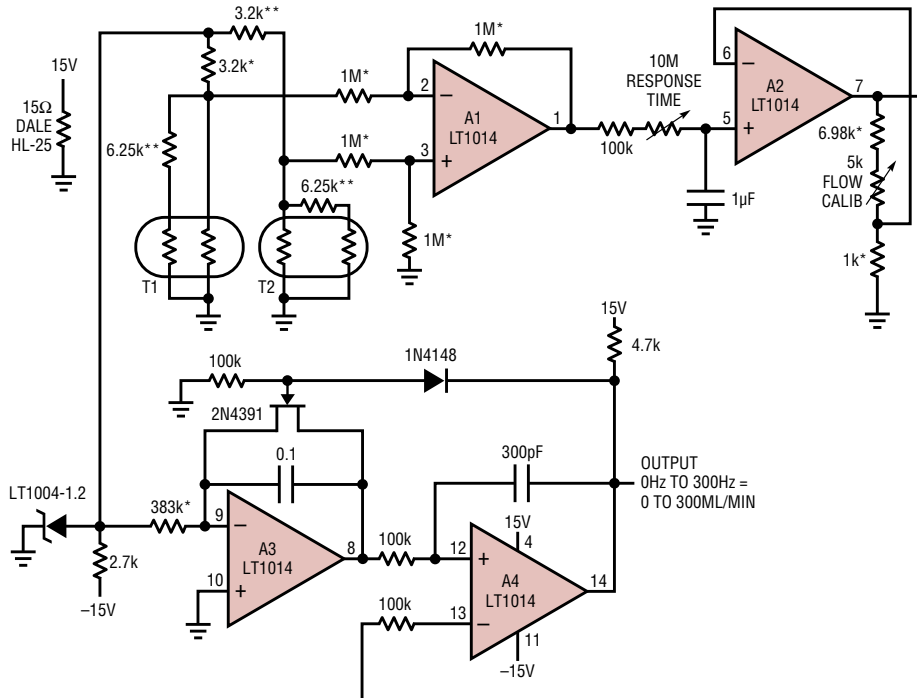 3.2k**
3.2k*
15V
15Ω
DALE
HL-25
6.25k**
1M*
2
−
A1
LT1014
1
1M*
1M*
3
+
6.25k**
1M*
T1
T2
10M
RESPONSE
TIME
100k
1µF
6
−
A2
LT1014
7
5
+
6.98k*
5k
FLOW
CALIB
1k*
15V
4.7k
100k
1N4148
2N4391
0.1
300pF
OUTPUT
0Hz TO 300Hz =
0 TO 300ML/MIN
LT1004-1.2
383k*
9
−
A3
LT1014
8
10
+
2.7k
–15V
100k
12
+
15V
4
A4
LT1014
14
100k
13
−
11
–15V